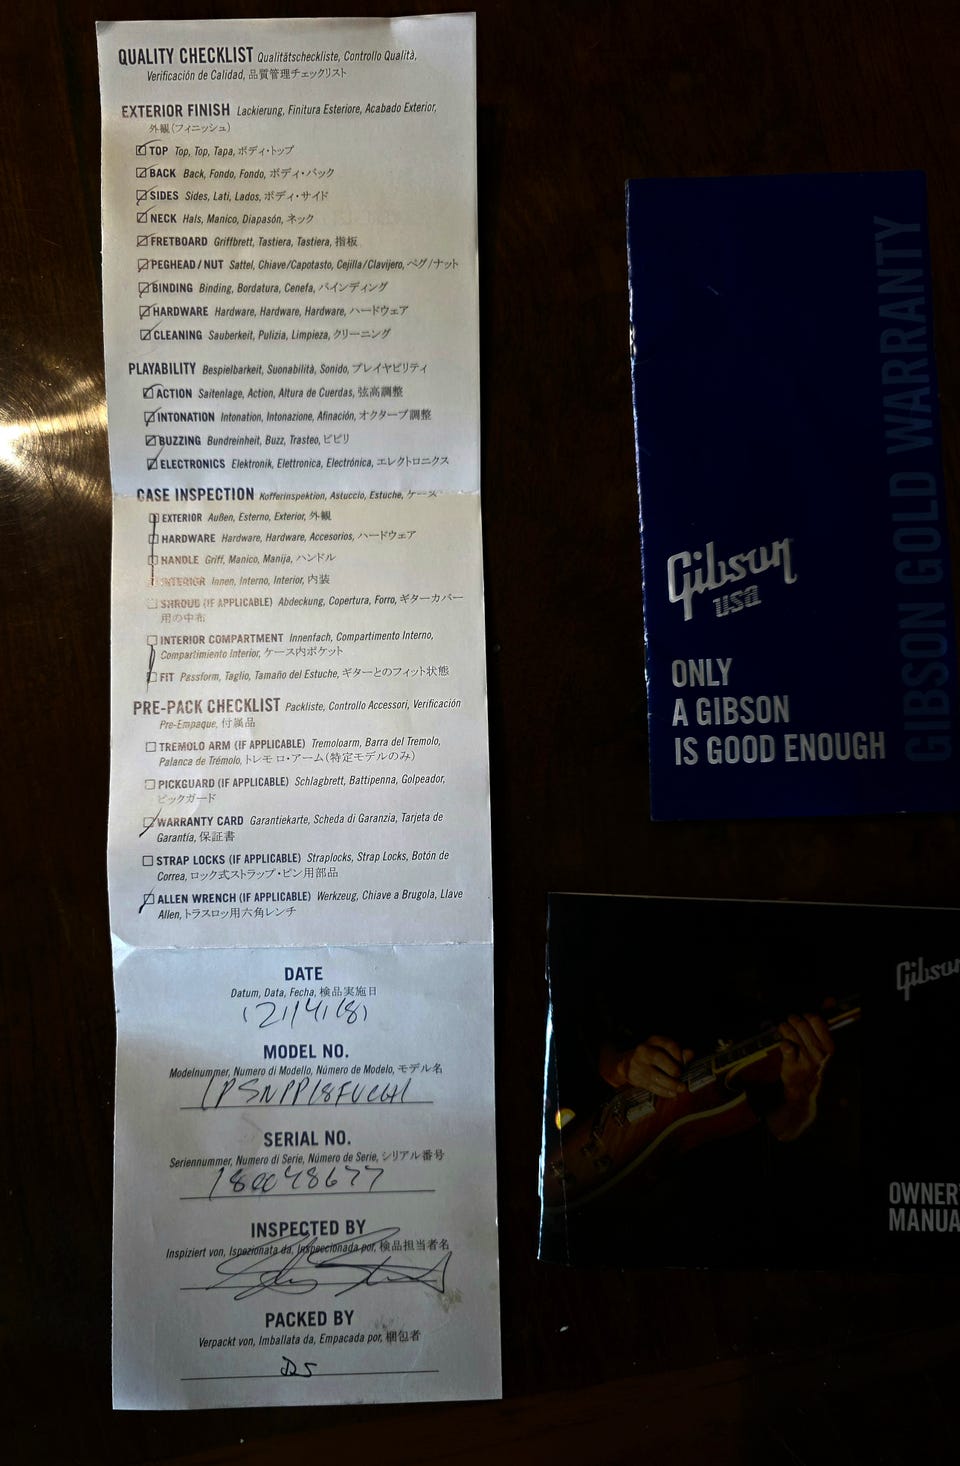 QUALITY CHECKLIST Qualitätscheckliste, Controllo Qualità,
Verificación de Calidad, 品質管理チェックリスト
EXTERIOR FINISH Lackierung, Finitura Esteriore, Acabado Exterior,
外観(フィニッシュ)
TOP Top, Top, Tapa, ボディ・トップ
BACK Back, Fondo, Fondo, ボディ・バック
SIDES Sides, Lati, Lados, ボディ・サイド
NECK Hals, Manico, Diapasón, ネック
FRETBOARD Griffbrett, Tastiera, Tastiera, 指板
PEGHEAD/NUT Sattel, Chiave/Capotasto, Cejilla/Clavijero, ペグ/ナット
BINDING Binding, Bordatura, Cenefa, バインディング
HARDWARE Hardware, Hardware, Hardware, ハードウェア
CLEANING Sauberkeit, Pulizia, Limpieza, クリーニング
PLAYABILITY Bespielbarkeit, Suonabilità, Sonido, プレイヤビリティ
ACTION Saitenlage, Action, Altura de Cuerdas, 弦高調整
INTONATION Intonation, Intonazione, Afinación, オクターブ調整
BUZZING Bundreinheit, Buzz, Trasteo, ビビリ
ELECTRONICS Elektronik, Elettronica, Electrónica, エレクトロニクス
CASE INSPECTION Kofferinspektion, Astuccio, Estuche, ケース
EXTERIOR Außen, Esterno, Exterior, 外観
HARDWARE Hardware, Hardware, Accesorios, ハードウェア
HANDLE Griff, Manico, Manija, ハンドル
INTERIOR Innen, Interno, Interior, 内装
SHROUD (IF APPLICABLE) Abdeckung, Copertura, Forro, ギターカバー
用の中布
INTERIOR COMPARTMENT Innenfach, Compartimento Interno,
Compartimiento Interior, ケース内ポケット
FIT Passform, Taglio, Tamaño del Estuche, ギターとのフィット状態
PRE-PACK CHECKLIST Packliste, Controllo Accessori, Verificación
Pre-Empaque, 付属品
TREMOLO ARM (IF APPLICABLE) Tremoloarm, Barra del Tremolo,
Palanca de Trémolo, トレモロ・アーム(特定モデルのみ)
PICKGUARD (IF APPLICABLE) Schlagbrett, Battipenna, Golpeador,
ピックガード
WARRANTY CARD Garantiekarte, Scheda di Garanzia, Tarjeta de
Garantía, 保証書
STRAP LOCKS (IF APPLICABLE) Straplocks, Strap Locks, Botón de
Correa, ロック式ストラップ・ピン用部品
ALLEN WRENCH (IF APPLICABLE) Werkzeug, Chiave a Brugola, Llave
Allen, トラスロッ用六角レンチ
DATE
Datum, Data, Fecha, 検品実施日
MODEL NO.
Modelnummer, Numero di Modello, Número de Modelo, モデル名
SERIAL NO.
Seriennummer, Numero di Serie, Número de Serie, シリアル番号
180048677
INSPECTED BY
Inspiziert von, Ispezionata da, Inspeccionada por, 検品担当者名
PACKED BY
Verpackt von, Imballata da, Empacada por, 梱包者
DS
GIBSON GOLD WARRANTY
Gibson
USA
ONLY
A GIBSON
IS GOOD ENOUGH
Gibson
OWNER'
MANUA